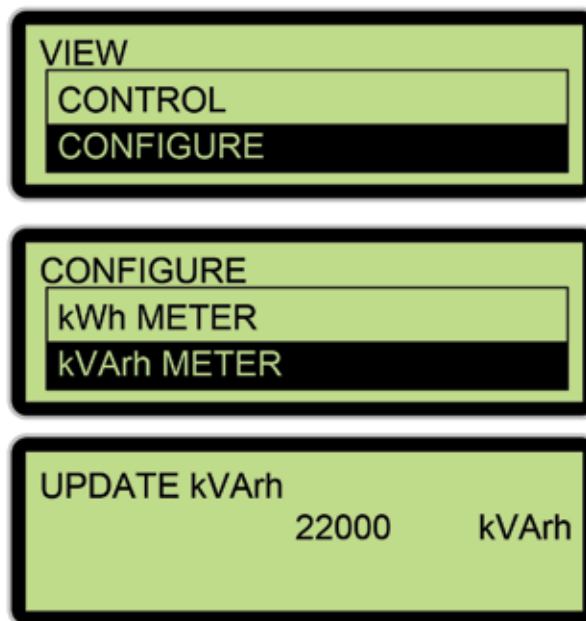 VIEW
CONTROL
CONFIGURE
CONFIGURE
kWh METER
kVArh METER
UPDATE kVArh
22000 kVArh